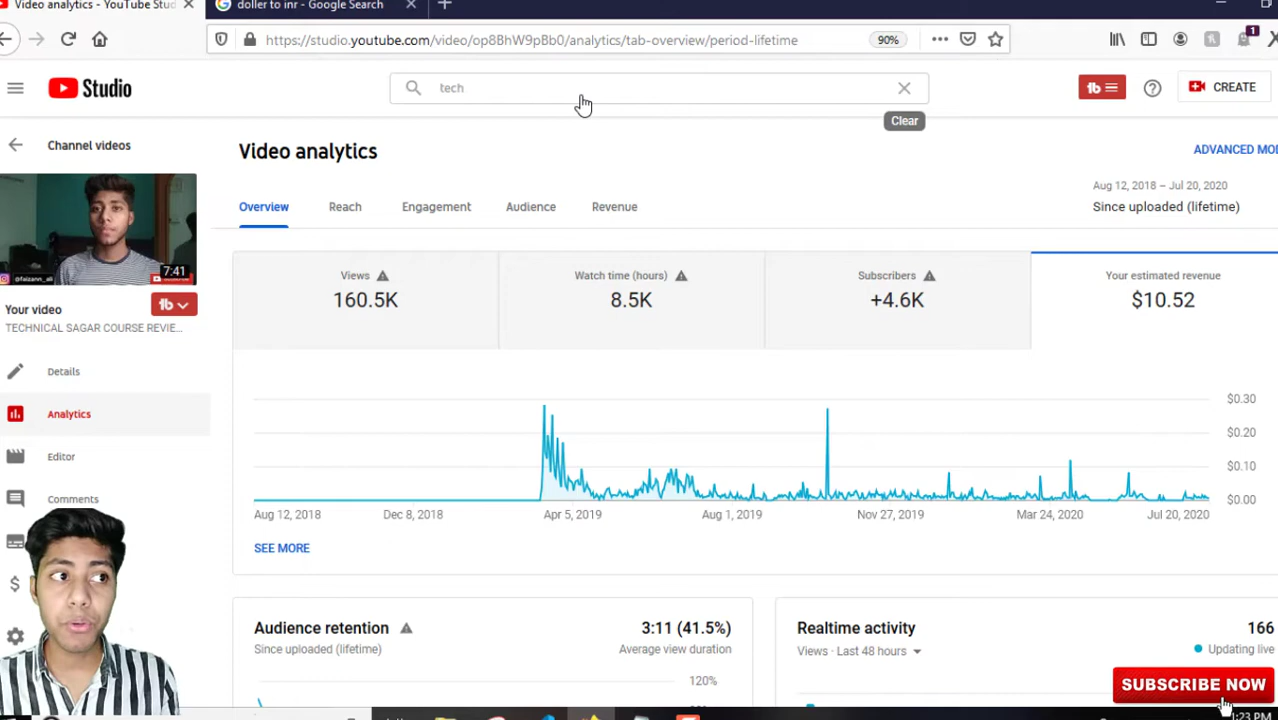 Video analytics - YouTube Stud
doller to inr - Google Search
https://studio.youtube.com/video/op8BhW9pBb0/analytics/tab-overview/period-lifetime
90%
1
Studio
tech
CREATE
Clear
Channel videos
Video analytics
ADVANCED MOD
Overview
Reach
Engagement
Audience
Revenue
Aug 12, 2018 – Jul 20, 2020
Since uploaded (lifetime)
@faizann_ali
7:41
Your video
TECHNICAL SAGAR COURSE REVIE...
Views
160.5K
Watch time (hours)
8.5K
Subscribers
+4.6K
Your estimated revenue
$10.52
Details
Analytics
Editor
Comments
$0.30
$0.20
$0.10
$0.00
Aug 12, 2018
Dec 8, 2018
Apr 5, 2019
Aug 1, 2019
Nov 27, 2019
Mar 24, 2020
Jul 20, 2020
SEE MORE
Audience retention
3:11 (41.5%)
Since uploaded (lifetime)
Average view duration
120%
Realtime activity
166
Views · Last 48 hours
Updating live
SUBSCRIBE NOW
1:23 PM